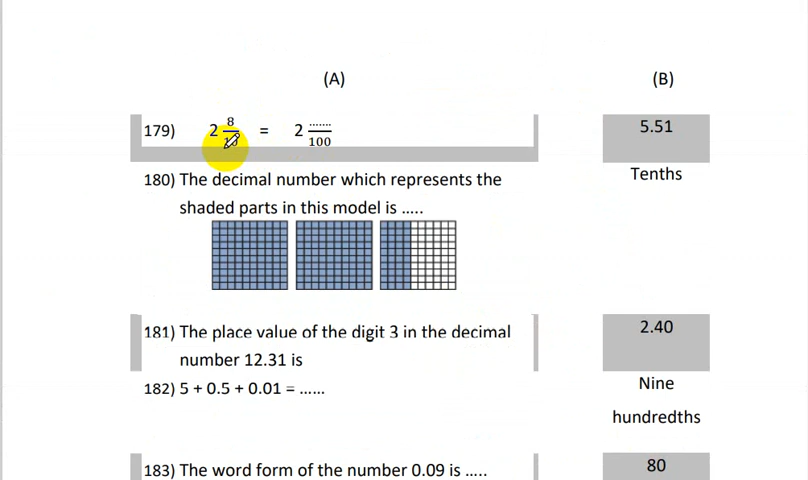 (A) (B)
179) 2 8/10 = 2 ......./100 5.51
180) The decimal number which represents the Tenths
shaded parts in this model is .....
181) The place value of the digit 3 in the decimal 2.40
number 12.31 is
182) 5 + 0.5 + 0.01 = ...... Nine
hundredths
183) The word form of the number 0.09 is ..... 80